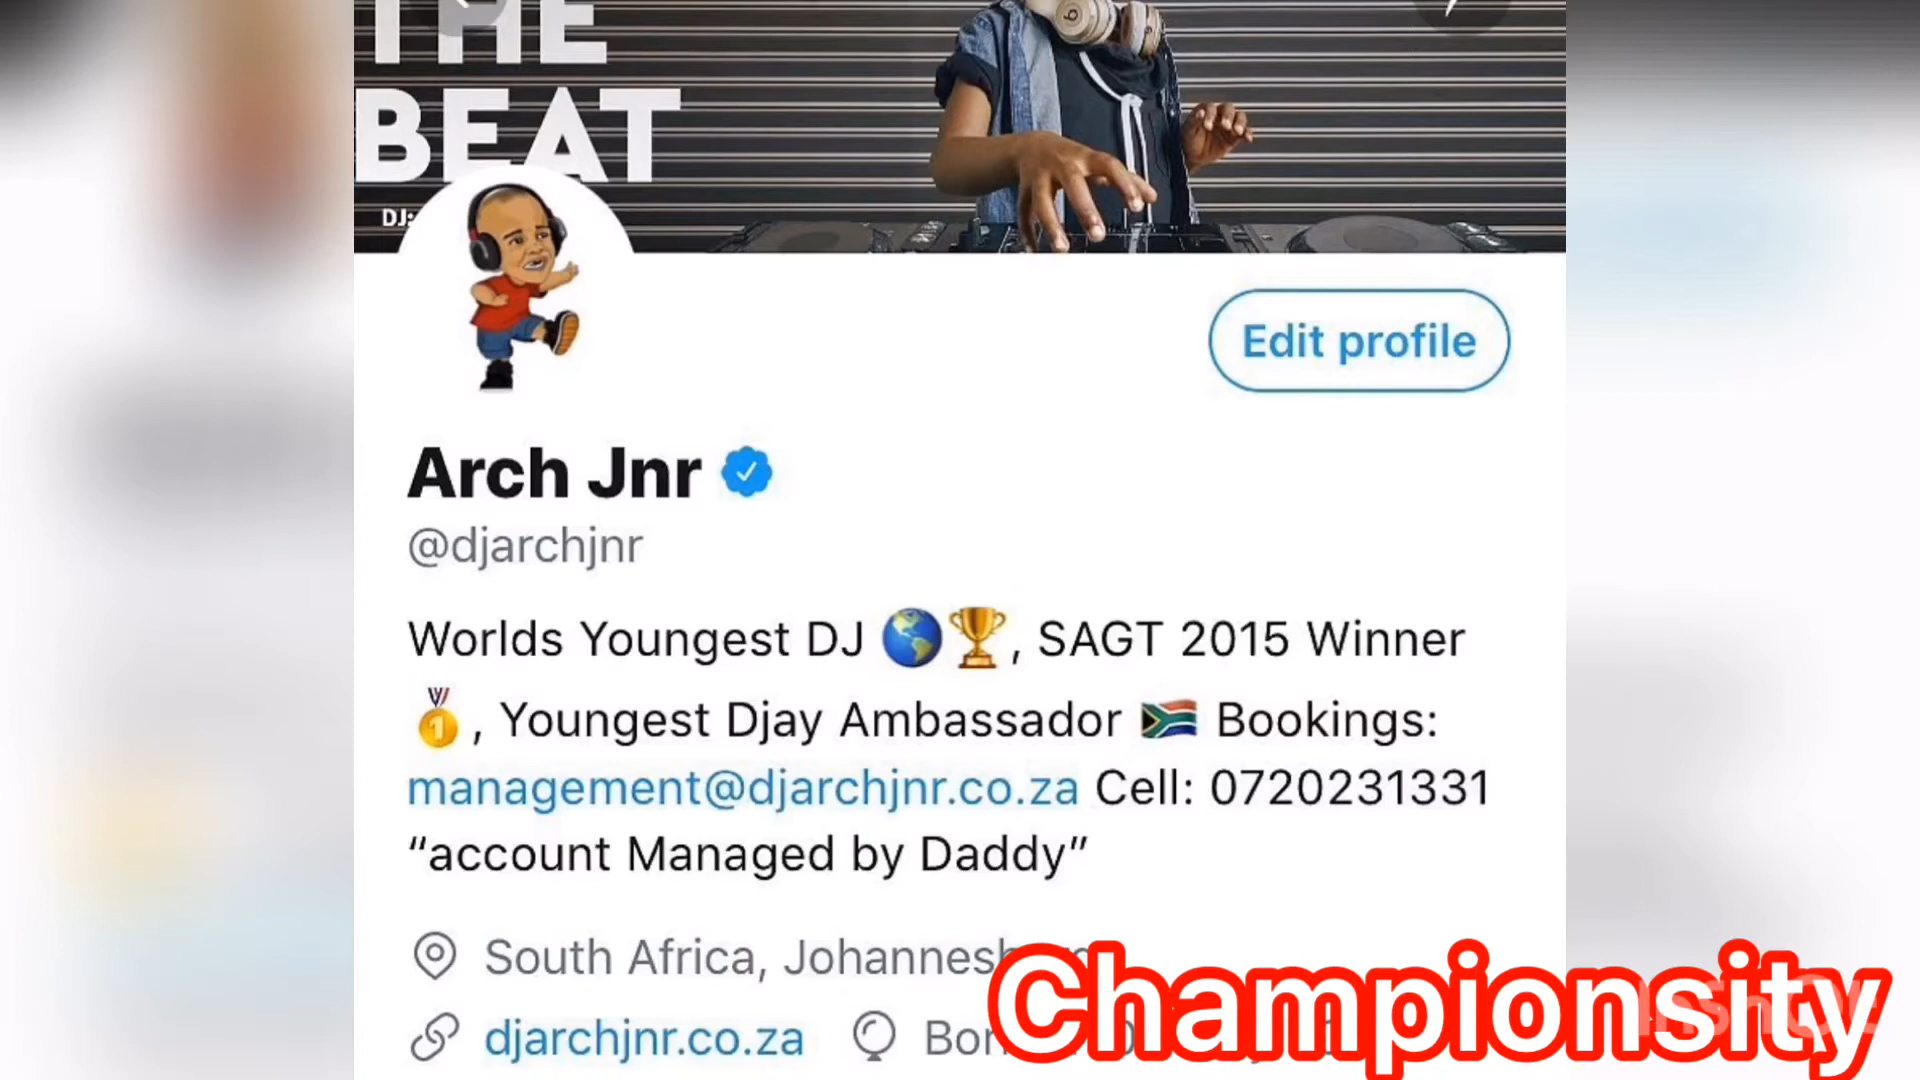 THE
BEAT
DJ:
Edit profile
Arch Jnr
@djarchjnr
Worlds Youngest DJ 🌎🏆, SAGT 2015 Winner
🥇, Youngest Djay Ambassador 🇿🇦 Bookings:
management@djarchjnr.co.za Cell: 0720231331
“account Managed by Daddy”
South Africa,
djarchjnr.co.za
Championsity